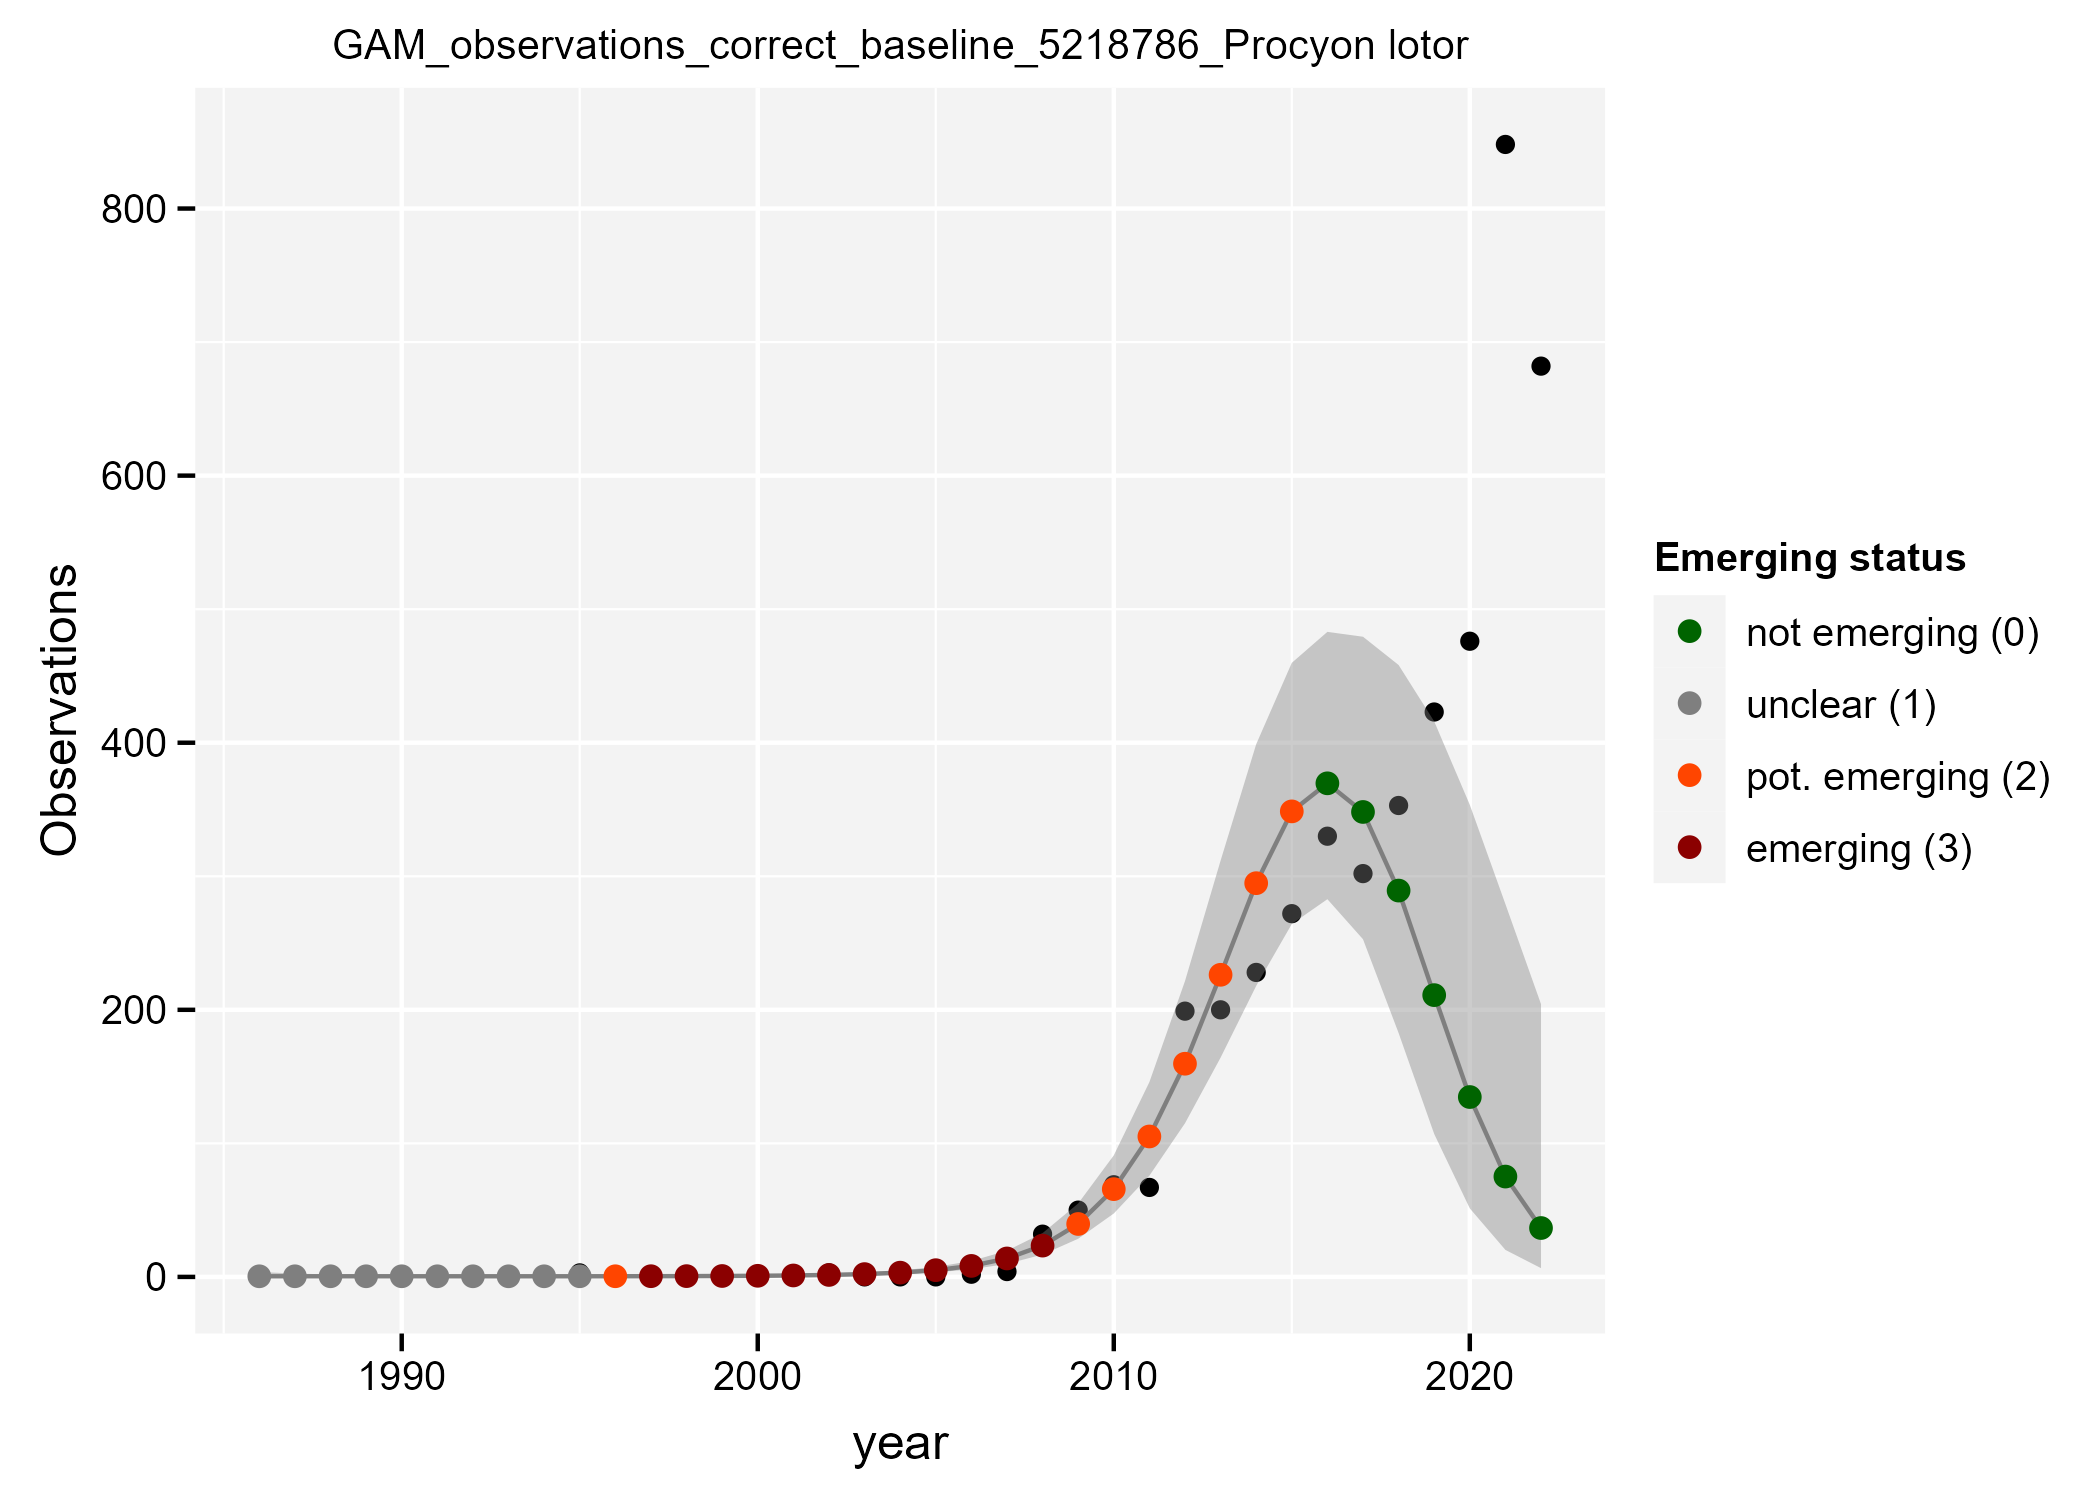 GAM_observations_correct_baseline_5218786_Procyon lotor
800
600
400
200
0
Observations
1990
2000
2010
2020
year
Emerging status
not emerging (0)
unclear (1)
pot. emerging (2)
emerging (3)